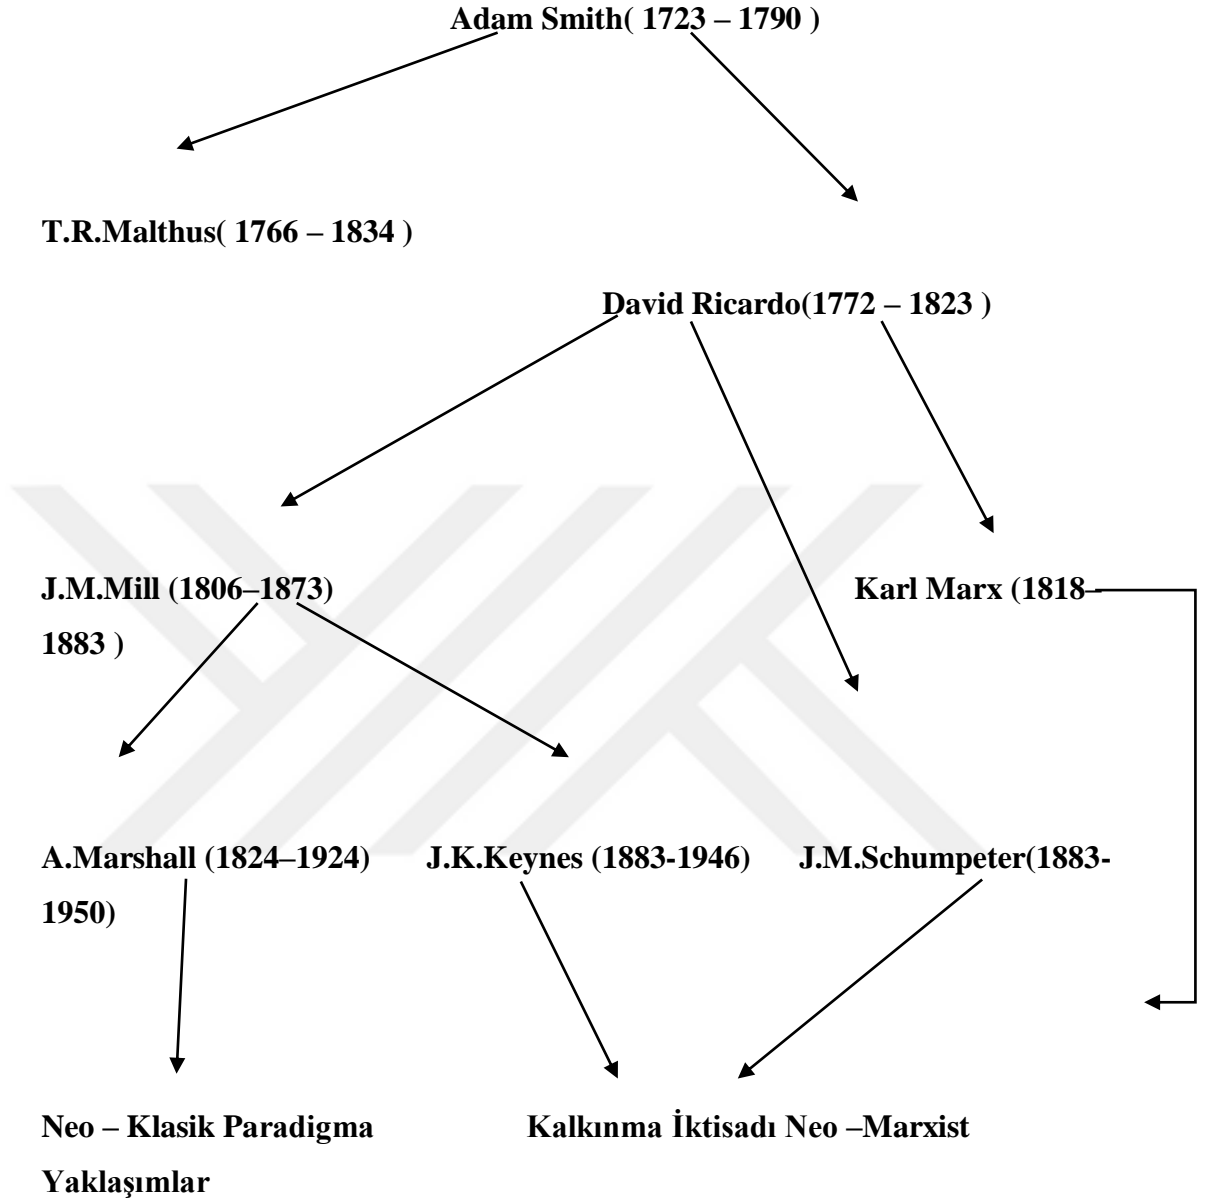 Adam Smith( 1723 – 1790 )
T.R.Malthus( 1766 – 1834 )
David Ricardo(1772 – 1823 )
J.M.Mill (1806–1873) Karl Marx (1818–
1883 )
A.Marshall (1824–1924) J.K.Keynes (1883-1946) J.M.Schumpeter(1883-
1950)
Neo – Klasik Paradigma Kalkınma İktisadı Neo –Marxist
Yaklaşımlar